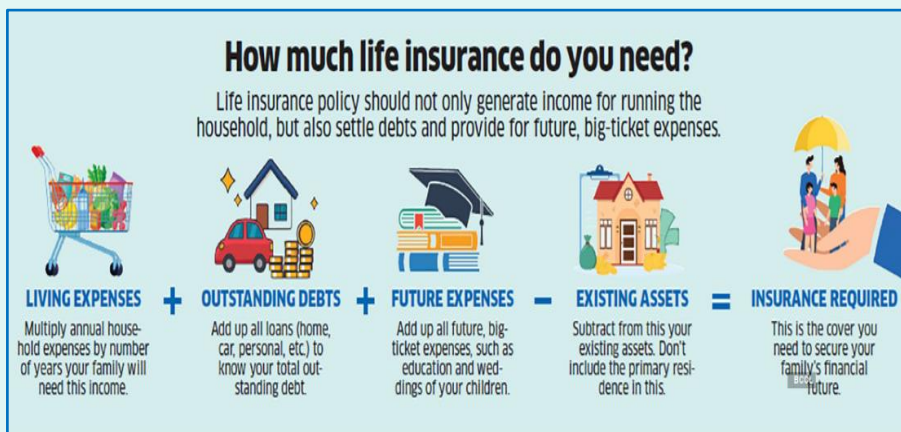 How much life insurance do you need?
Life insurance policy should not only generate income for running the
household, but also settle debts and provide for future, big-ticket expenses.
LIVING EXPENSES + OUTSTANDING DEBTS + FUTURE EXPENSES − EXISTING ASSETS = INSURANCE REQUIRED
Multiply annual house-
hold expenses by number
of years your family will
need this income.
Add up all loans (home,
car, personal, etc.) to
know your total out-
standing debt.
Add up all future, big-
ticket expenses, such as
education and wed-
dings of your children.
Subtract from this your
existing assets. Don't
include the primary resi-
dence in this.
This is the cover you
need to secure your
family's financial
future.
BCCL